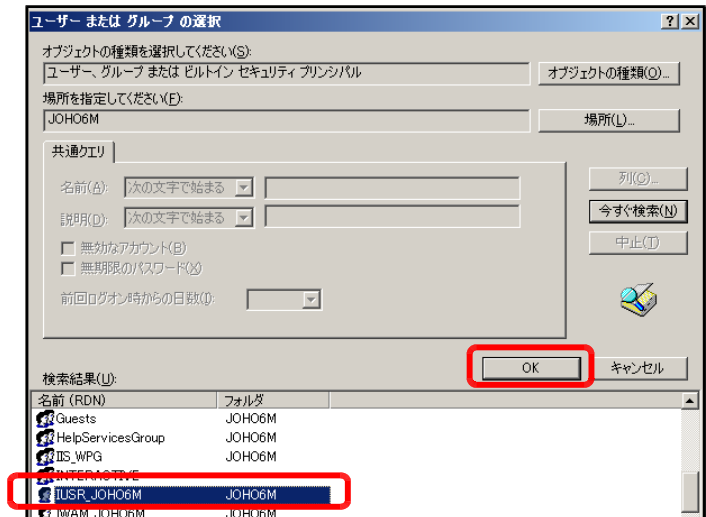 ユーザー または グループ の選択
オブジェクトの種類を選択してください(S):
ユーザー、グループ または ビルトイン セキュリティ プリンシパル
オブジェクトの種類(O)...
場所を指定してください(F):
JOHO6M
場所(L)...
共通クエリ
名前(A):
次の文字で始まる
列(C)...
説明(D):
次の文字で始まる
今すぐ検索(N)
無効なアカウント(B)
中止(T)
無期限のパスワード(X)
前回ログオン時からの日数(I):
OK
キャンセル
検索結果(U):
名前 (RDN) フォルダ
Guests JOHO6M
HelpServicesGroup JOHO6M
IIS_WPG JOHO6M
INTERACTIVE
IUSR_JOHO6M JOHO6M
IWAM_JOHO6M JOHO6M